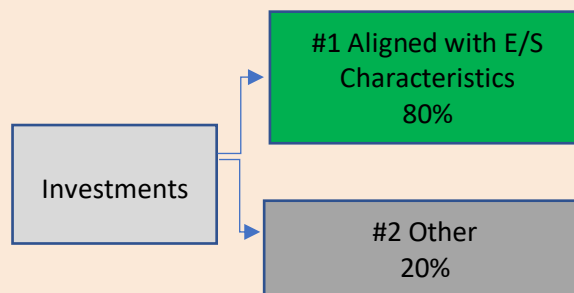 #1 Aligned with E/S
Characteristics
80%
Investments
#2 Other
20%